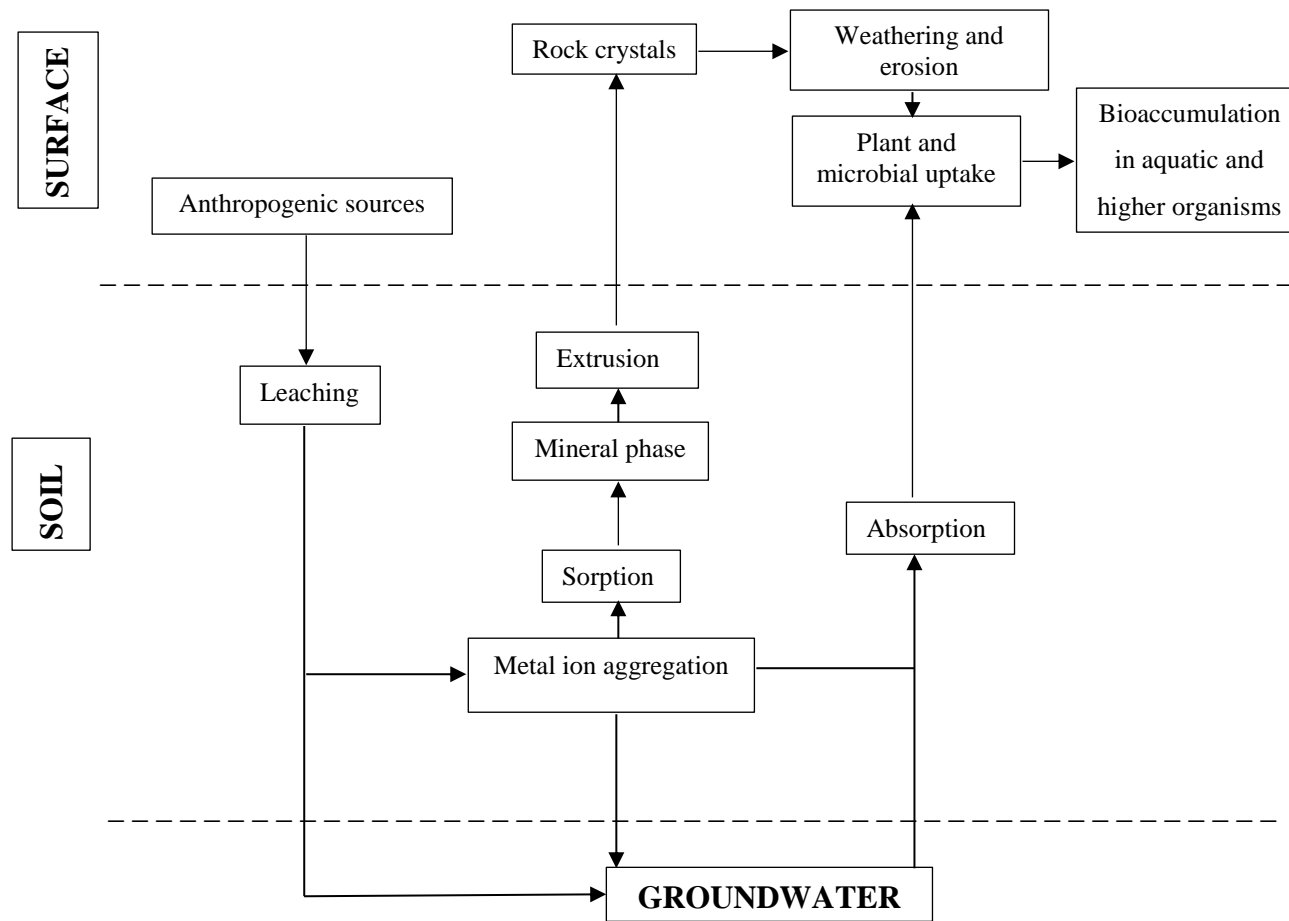 SURFACE
Rock crystals
Weathering and
erosion
Plant and
microbial uptake
Bioaccumulation
in aquatic and
higher organisms
Anthropogenic sources
SOIL
Leaching
Extrusion
Mineral phase
Sorption
Absorption
Metal ion aggregation
GROUNDWATER